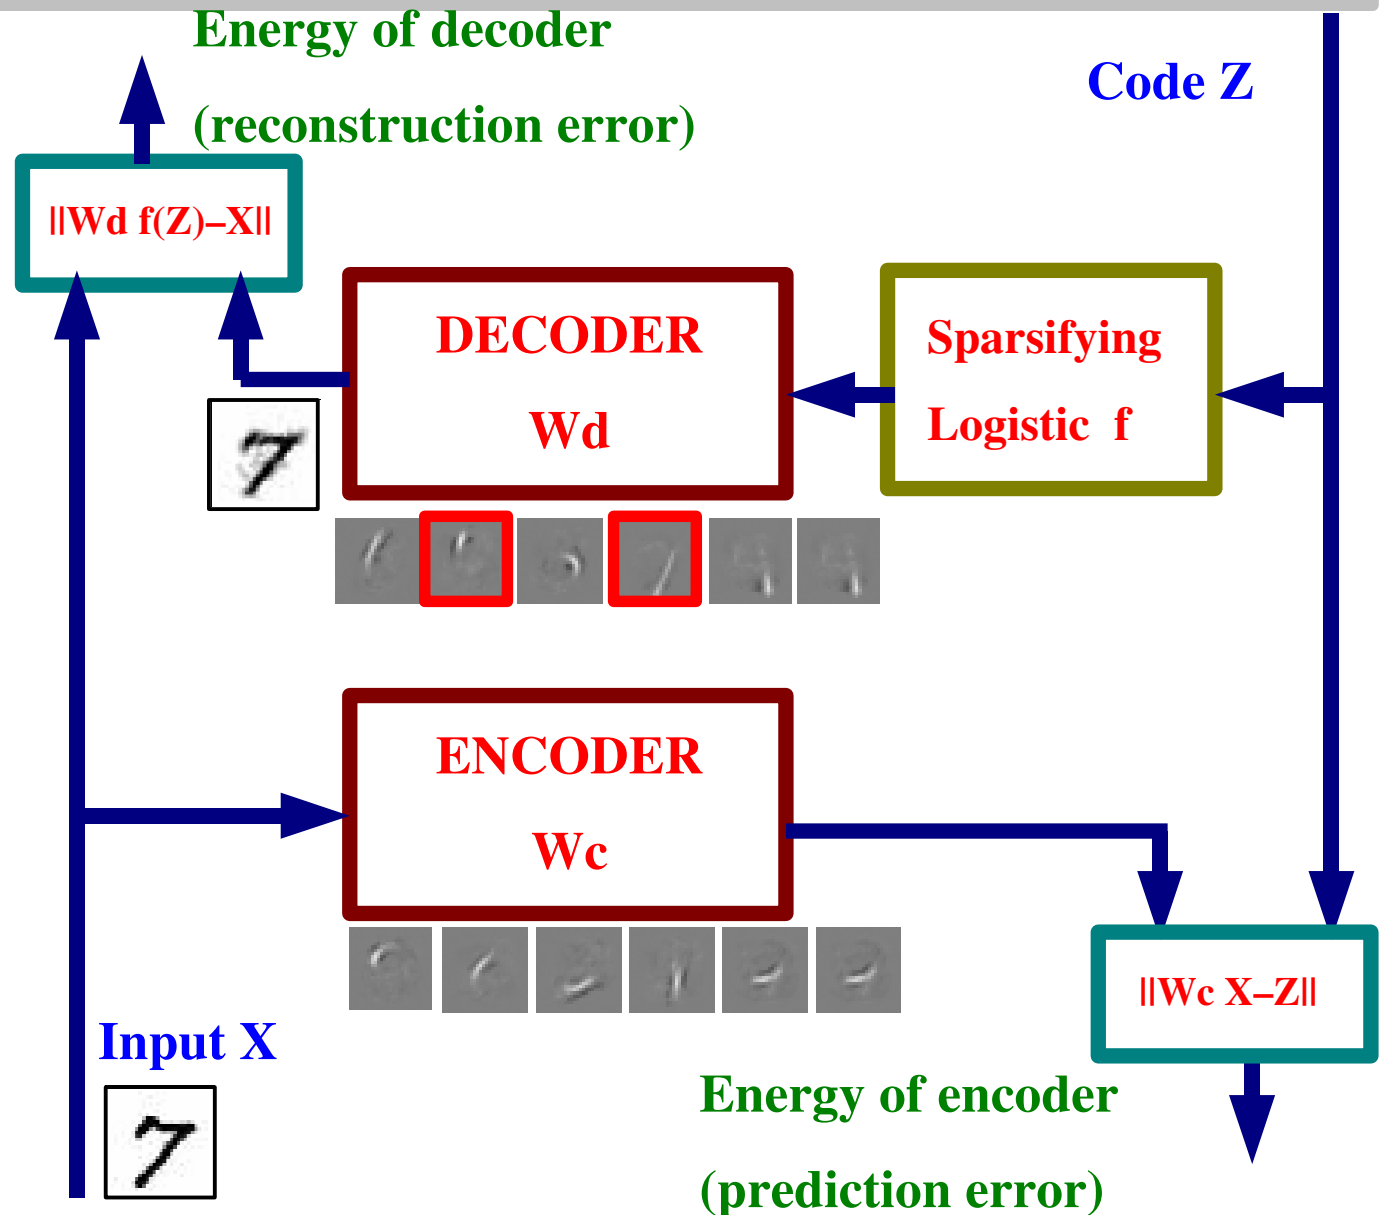 Energy of decoder
(reconstruction error)
Code Z
||Wd f(Z)–X||
DECODER
Wd
Sparsifying
Logistic f
ENCODER
Wc
||Wc X–Z||
Input X
Energy of encoder
(prediction error)